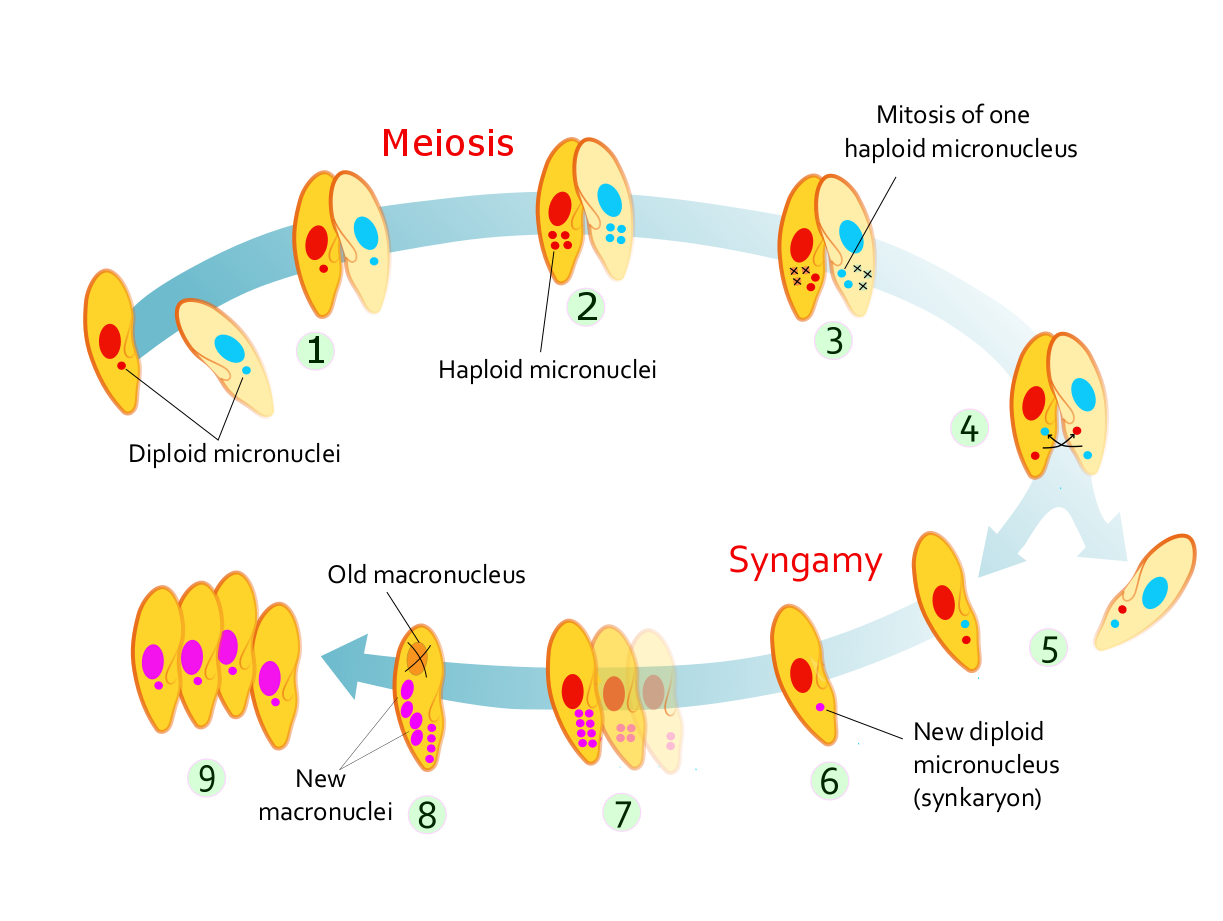 Mitosis of one
haploid micronucleus
Meiosis
1
2
3
Haploid micronuclei
4
Diploid micronuclei
Syngamy
Old macronucleus
5
New diploid
micronucleus
(synkaryon)
6
7
New
macronuclei
8
9